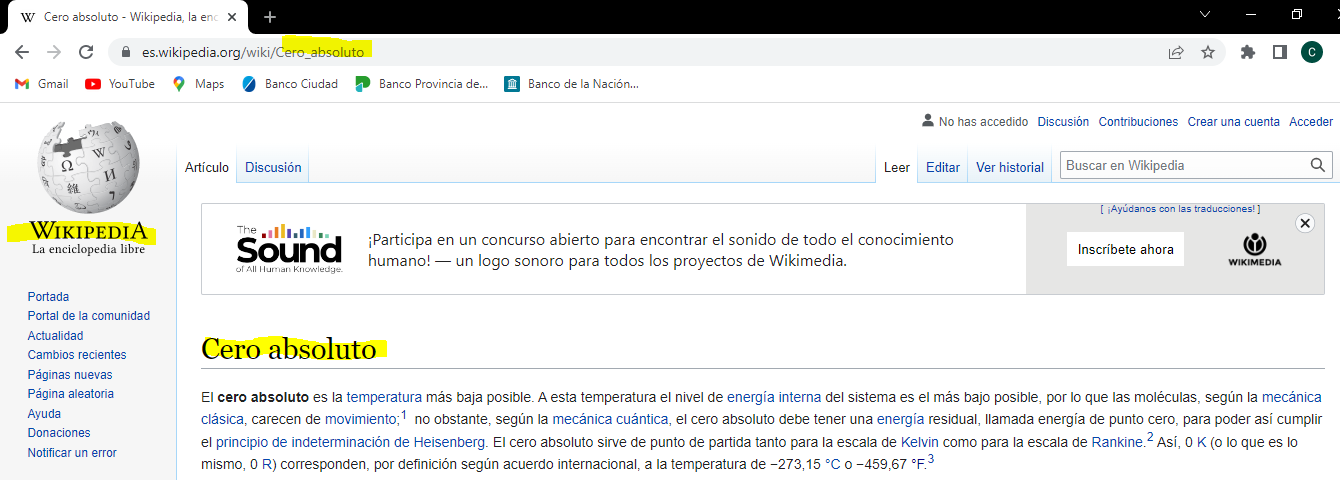 Cero absoluto - Wikipedia, la enc
es.wikipedia.org/wiki/Cero_absoluto
C
Gmail YouTube Maps Banco Ciudad Banco Provincia de... Banco de la Nación...
No has accedido Discusión Contribuciones Crear una cuenta Acceder
Artículo Discusión Leer Editar Ver historial Buscar en Wikipedia
WIKIPEDIA
La enciclopedia libre
Portada
Portal de la comunidad
Actualidad
Cambios recientes
Páginas nuevas
Página aleatoria
Ayuda
Donaciones
Notificar un error
[ ¡Ayúdanos con las traducciones! ]
The
Sound
of All Human Knowledge.
¡Participa en un concurso abierto para encontrar el sonido de todo el conocimiento
humano! — un logo sonoro para todos los proyectos de Wikimedia.
Inscríbete ahora
WIKIMEDIA
Cero absoluto
El cero absoluto es la temperatura más baja posible. A esta temperatura el nivel de energía interna del sistema es el más bajo posible, por lo que las moléculas, según la mecánica
clásica, carecen de movimiento;1 no obstante, según la mecánica cuántica, el cero absoluto debe tener una energía residual, llamada energía de punto cero, para poder así cumplir
el principio de indeterminación de Heisenberg. El cero absoluto sirve de punto de partida tanto para la escala de Kelvin como para la escala de Rankine.2 Así, 0 K (o lo que es lo
mismo, 0 R) corresponden, por definición según acuerdo internacional, a la temperatura de −273,15 °C o −459,67 °F.3